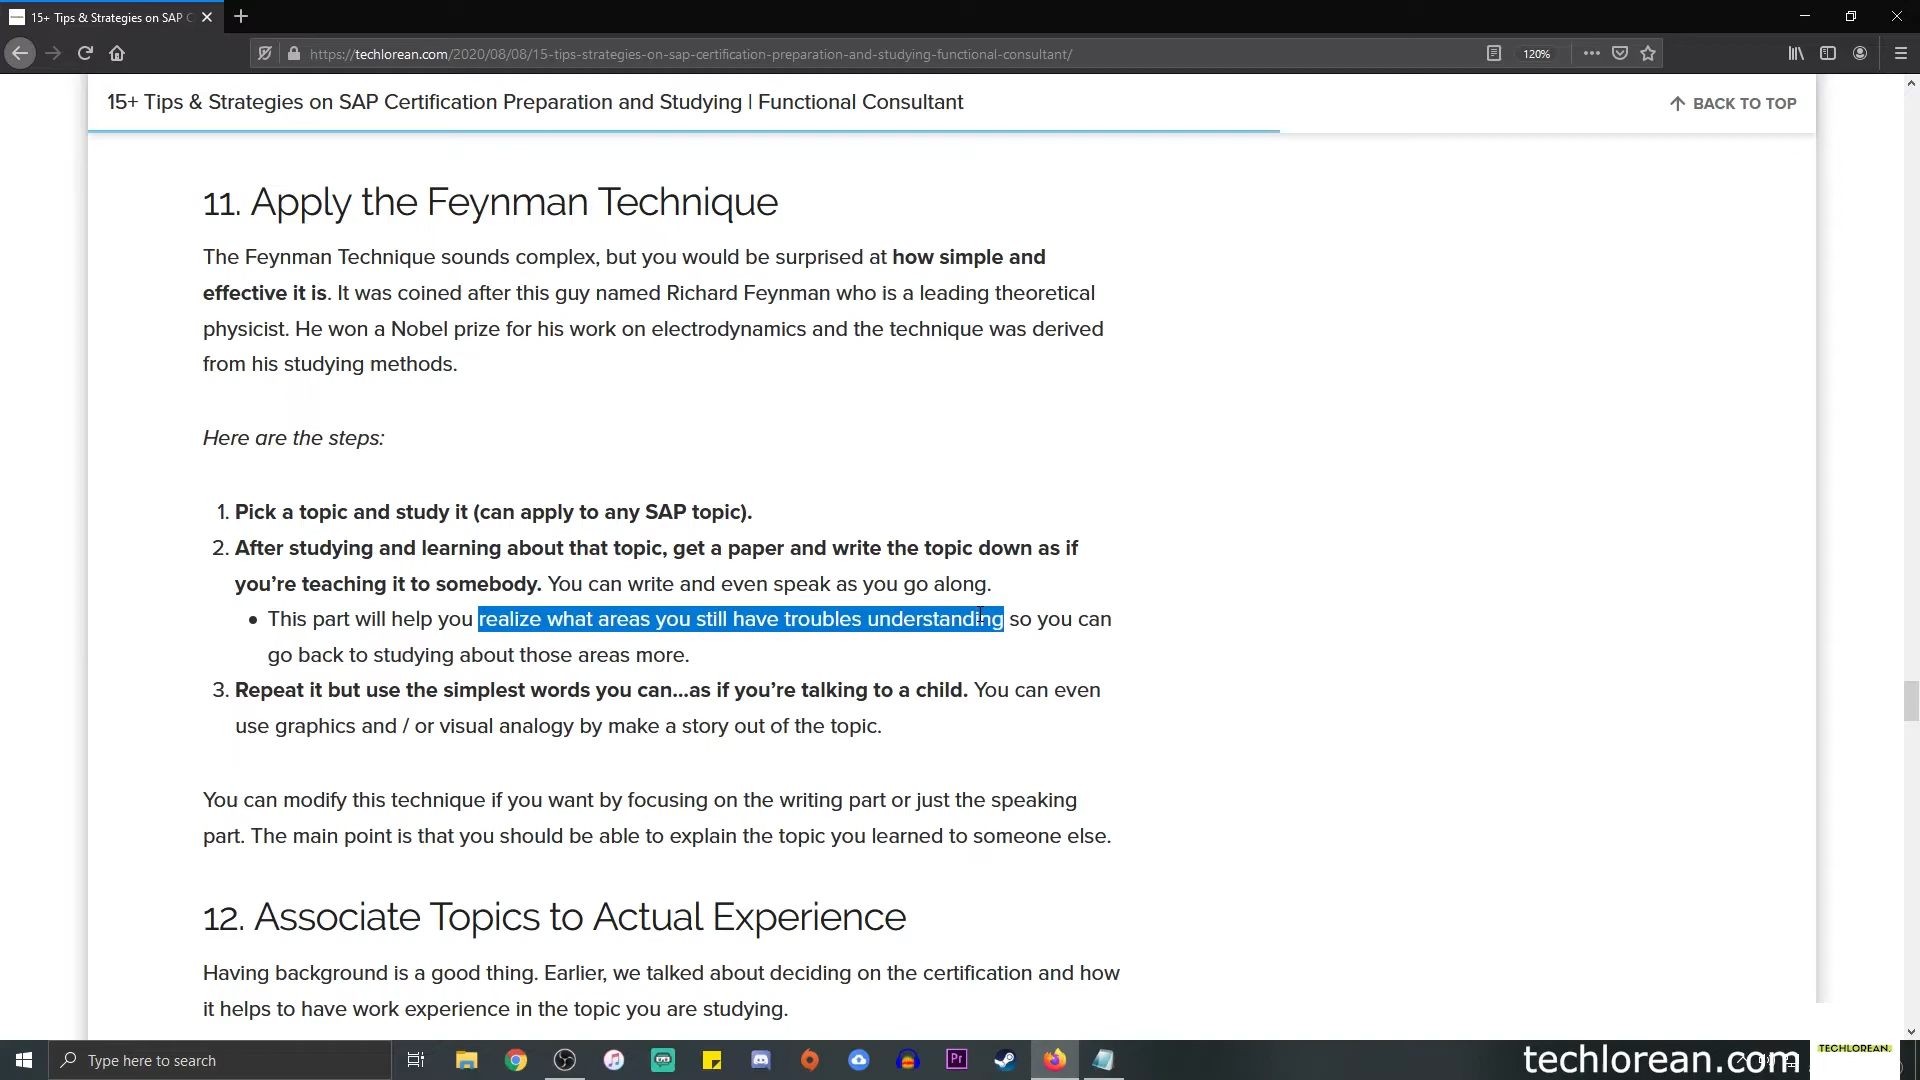 15+ Tips & Strategies on SAP C
https://techlorean.com/2020/08/08/15-tips-strategies-on-sap-certification-preparation-and-studying-functional-consultant/
120%
15+ Tips & Strategies on SAP Certification Preparation and Studying | Functional Consultant
BACK TO TOP
11. Apply the Feynman Technique
The Feynman Technique sounds complex, but you would be surprised at how simple and
effective it is. It was coined after this guy named Richard Feynman who is a leading theoretical
physicist. He won a Nobel prize for his work on electrodynamics and the technique was derived
from his studying methods.
Here are the steps:
1. Pick a topic and study it (can apply to any SAP topic).
2. After studying and learning about that topic, get a paper and write the topic down as if
you're teaching it to somebody. You can write and even speak as you go along.
• This part will help you realize what areas you still have troubles understanding so you can
go back to studying about those areas more.
3. Repeat it but use the simplest words you can...as if you're talking to a child. You can even
use graphics and / or visual analogy by make a story out of the topic.
You can modify this technique if you want by focusing on the writing part or just the speaking
part. The main point is that you should be able to explain the topic you learned to someone else.
12. Associate Topics to Actual Experience
Having background is a good thing. Earlier, we talked about deciding on the certification and how
it helps to have work experience in the topic you are studying.
Type here to search
Pr
techlorean.com
TECHLOREAN.